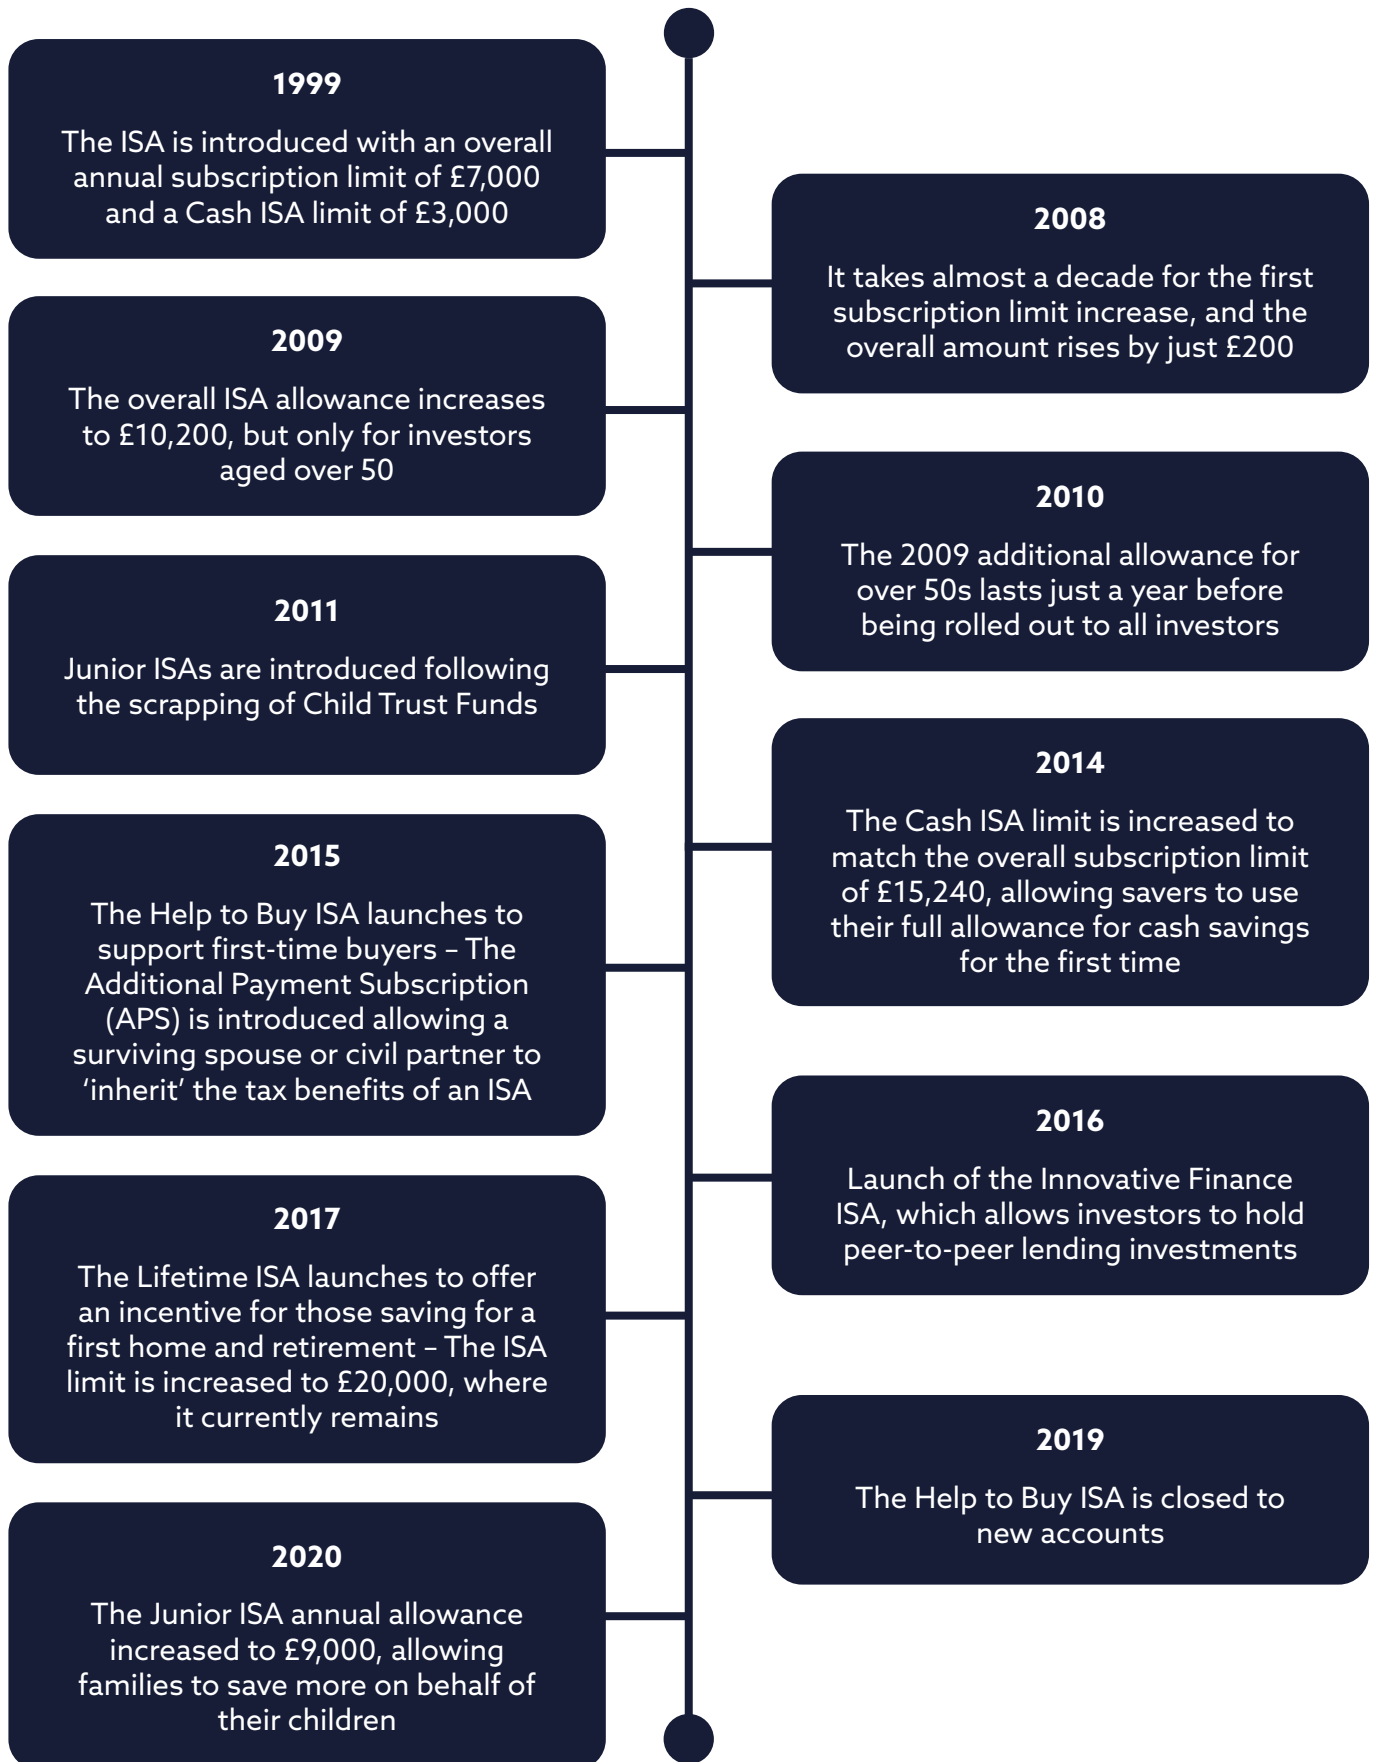 1999
The ISA is introduced with an overall
annual subscription limit of £7,000
and a Cash ISA limit of £3,000
2008
It takes almost a decade for the first
subscription limit increase, and the
overall amount rises by just £200
2009
The overall ISA allowance increases
to £10,200, but only for investors
aged over 50
2010
The 2009 additional allowance for
over 50s lasts just a year before
being rolled out to all investors
2011
Junior ISAs are introduced following
the scrapping of Child Trust Funds
2014
The Cash ISA limit is increased to
match the overall subscription limit
of £15,240, allowing savers to use
their full allowance for cash savings
for the first time
2015
The Help to Buy ISA launches to
support first-time buyers – The
Additional Payment Subscription
(APS) is introduced allowing a
surviving spouse or civil partner to
‘inherit’ the tax benefits of an ISA
2016
Launch of the Innovative Finance
ISA, which allows investors to hold
peer-to-peer lending investments
2017
The Lifetime ISA launches to offer
an incentive for those saving for a
first home and retirement – The ISA
limit is increased to £20,000, where
it currently remains
2019
The Help to Buy ISA is closed to
new accounts
2020
The Junior ISA annual allowance
increased to £9,000, allowing
families to save more on behalf of
their children